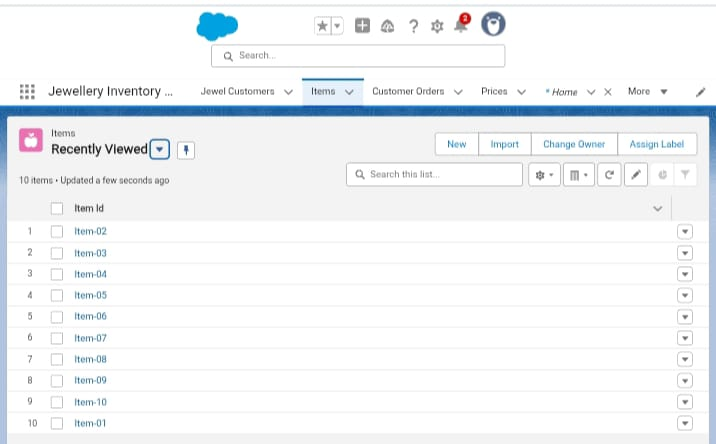 2
Search...
Jewellery Inventory ... Jewel Customers Items Customer Orders Prices * Home More
Items
Recently Viewed
New Import Change Owner Assign Label
10 items • Updated a few seconds ago
Search this list...
Item Id
1 Item-02
2 Item-03
3 Item-04
4 Item-05
5 Item-06
6 Item-07
7 Item-08
8 Item-09
9 Item-10
10 Item-01